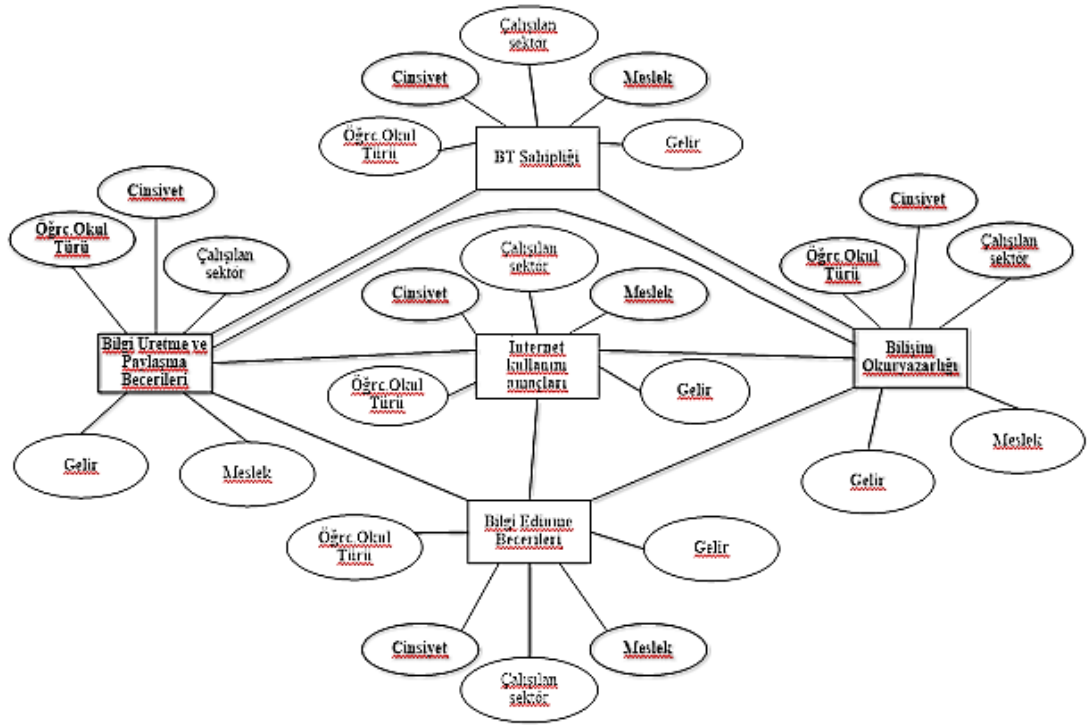 Çalışılan
sektör
Cinsiyet
Meslek
Öğrc.Okul
Türü
Gelir
BT Sahipliği
Cinsiyet
Öğrc.Okul
Türü
Çalışılan
sektör
Cinsiyet
Öğrc.Okul
Türü
Çalışılan
sektör
Çalışılan
sektör
Cinsiyet
Meslek
Bilgi Üretme ve
Paylaşma
Becerileri
İnternet
kullanım
amaçları
Bilişim
Okuryazarlığı
Öğrc.Okul
Türü
Gelir
Gelir
Meslek
Gelir
Meslek
Bilgi Edinme
Becerileri
Öğrc.Okul
Türü
Gelir
Cinsiyet
Meslek
Çalışılan
sektör